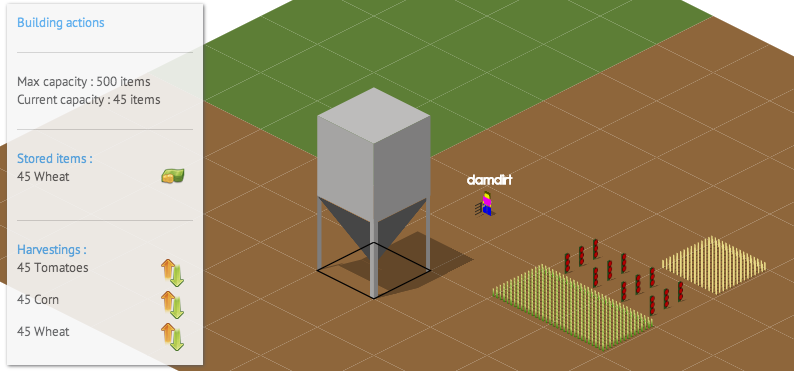 Building actions
Max capacity : 500 items
Current capacity : 45 items
Stored items :
45 Wheat
damdirt
Harvestings :
45 Tomatoes
45 Corn
45 Wheat